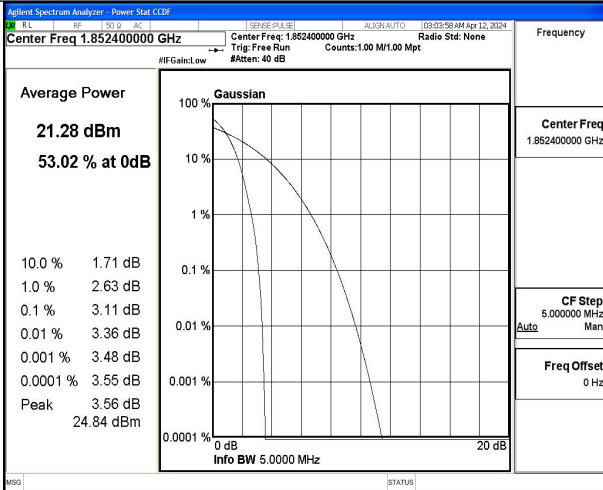 Agilent Spectrum Analyzer - Power Stat CCDF
RL RF 50 Ω AC SENSE:PULSE ALIGN AUTO 03:03:58 AM Apr 12, 2024
Center Freq 1.852400000 GHz
Center Freq: 1.852400000 GHz Radio Std: None
Trig: Free Run Counts:1.00 M/1.00 Mpt
#IFGain:Low #Atten: 40 dB
Frequency
Average Power
21.28 dBm
53.02 % at 0dB
10.0 % 1.71 dB
1.0 % 2.63 dB
0.1 % 3.11 dB
0.01 % 3.36 dB
0.001 % 3.48 dB
0.0001 % 3.55 dB
Peak 3.56 dB
24.84 dBm
Gaussian
100 %
10 %
1 %
0.1 %
0.01 %
0.001 %
0.0001 %
0 dB 20 dB
Info BW 5.0000 MHz
Center Freq
1.852400000 GHz
CF Step
5.000000 MHz
Auto Man
Freq Offset
0 Hz
MSG STATUS